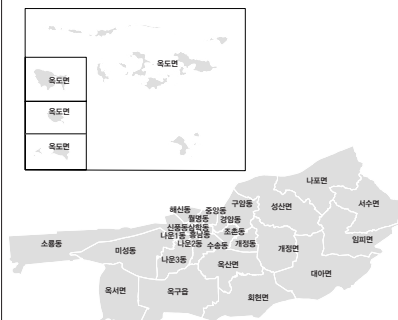 옥도면
옥도면
옥도면
옥도면
나포면
서수면
구암동
성산면
해신동
중앙동
월명동
경암동
신풍동삼학동
조촌동
나운1동
흥남동
임피면
소룡동
미성동
나운2동
수송동
개정동
개정면
나운3동
옥산면
대야면
옥서면
옥구읍
회현면